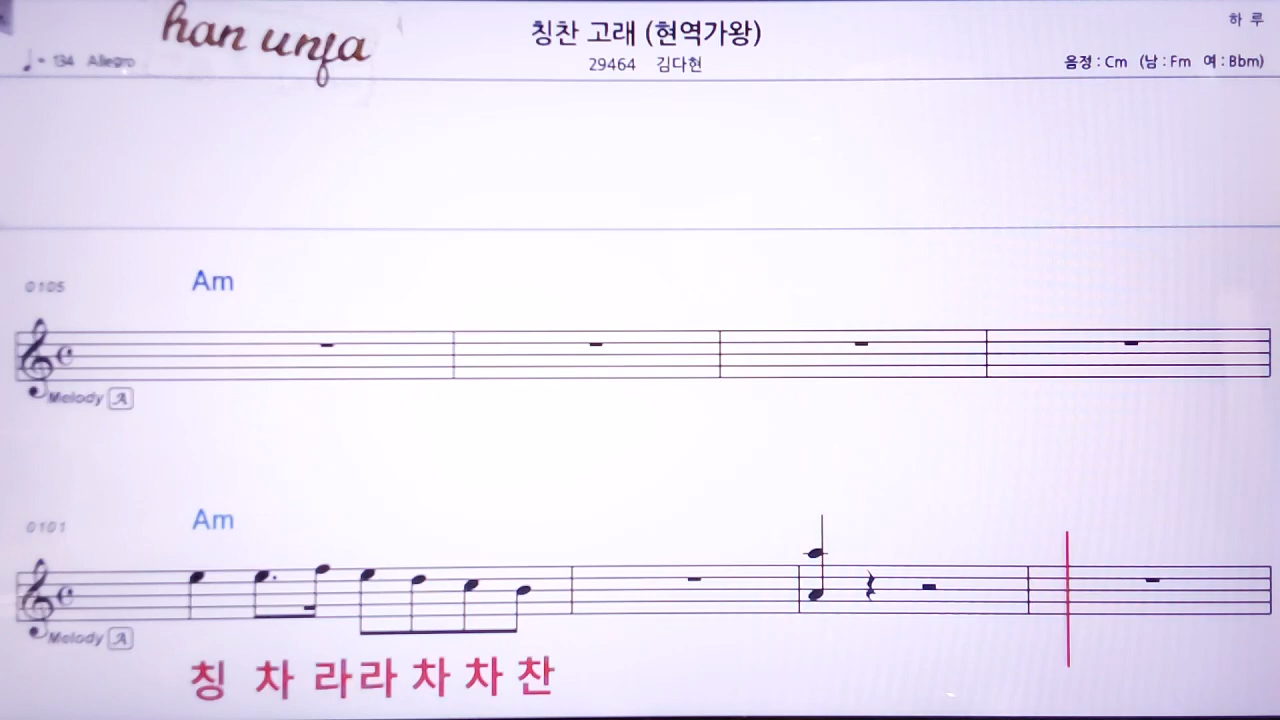 han unja
칭찬 고래 (현역가왕)
하 루
♩= 134 Allegro
29464 김다현
음정 : Cm (남 : Fm 여 : Bbm)
0105
Am
Melody A
0101
Am
Melody A
칭 차 라라 차 차 찬